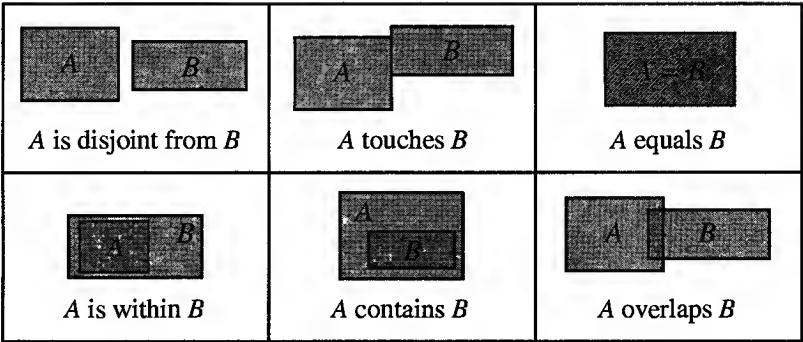 A B
A B
A = B
A is disjoint from B
A touches B
A equals B
A B
A
B
A B
A is within B
A contains B
A overlaps B